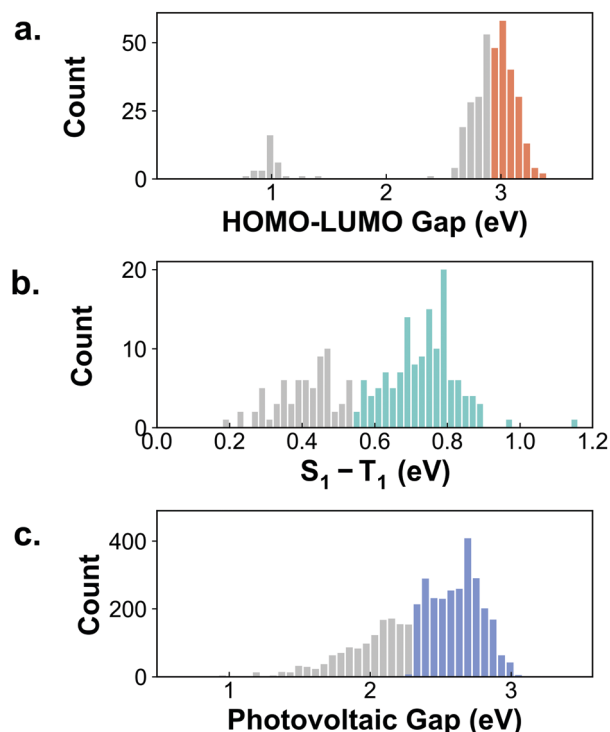 a.
Count
50
25
0
1
2
3
HOMO-LUMO Gap (eV)
b.
Count
20
10
0
0.0
0.2
0.4
0.6
0.8
1.0
1.2
S₁ − T₁ (eV)
c.
Count
400
200
0
1
2
3
Photovoltaic Gap (eV)